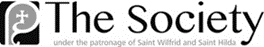 The Society
under the patronage of Saint Wilfrid and Saint Hilda